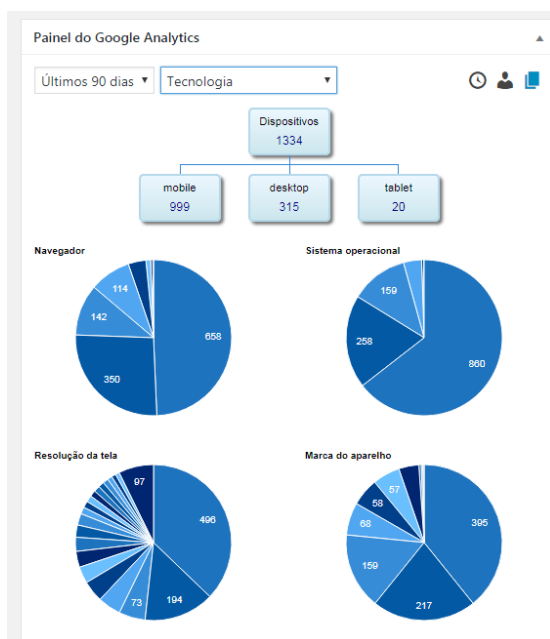 Painel do Google Analytics
Últimos 90 dias
Tecnologia
Dispositivos
1334
mobile
999
desktop
315
tablet
20
Navegador
658
350
142
114
Sistema operacional
860
258
159
Resolução da tela
496
194
73
97
Marca do aparelho
395
217
159
68
58
57